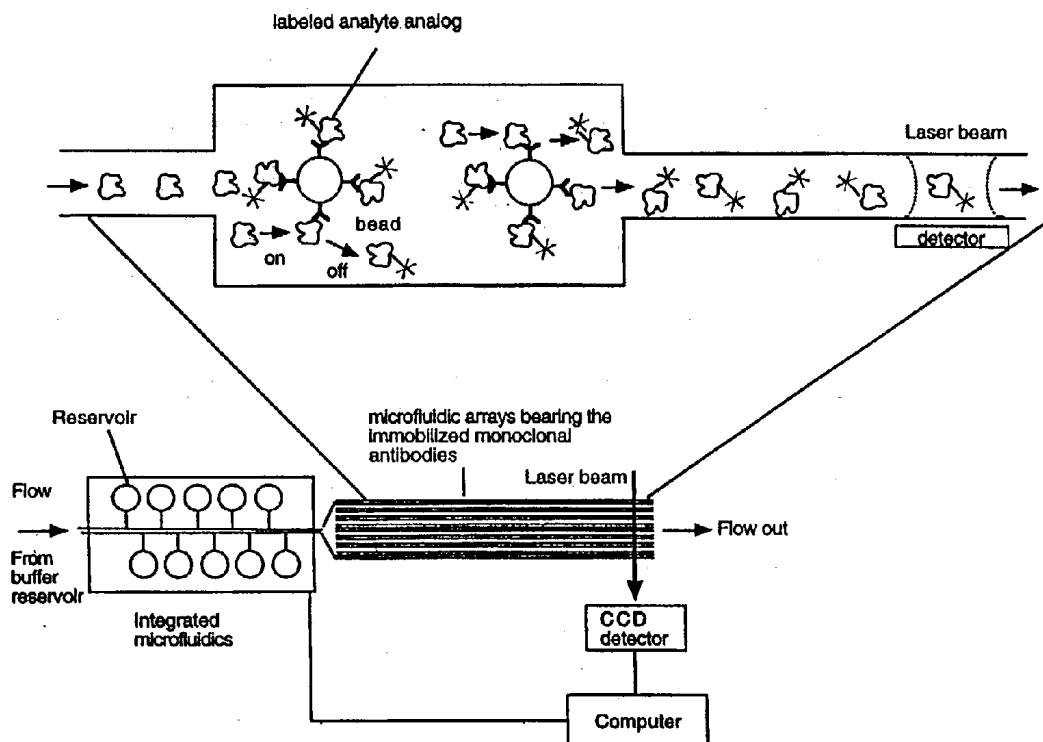 labeled analyte analog
Laser beam
bead
on
off
detector
Reservoir
microfluidic arrays bearing the
immobilized monoclonal
antibodies
Laser beam
Flow
Flow out
From
buffer
reservoir
Integrated
microfluidics
CCD
detector
Computer